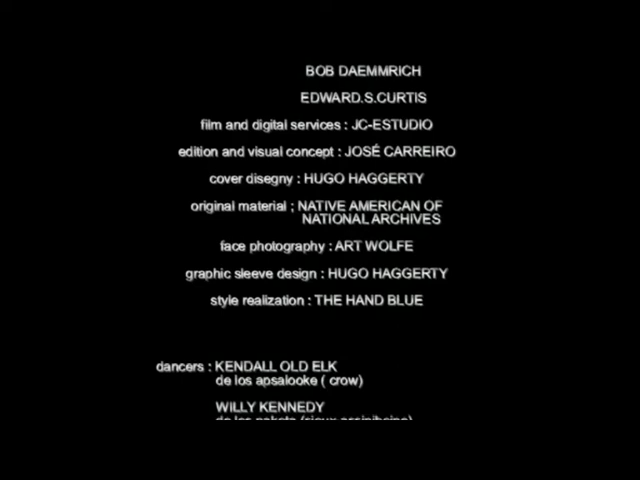 BOB DAEMMRICH
EDWARD.S.CURTIS
film and digital services : JC-ESTUDIO
edition and visual concept : JOSÉ CARREIRO
cover disegny : HUGO HAGGERTY
original material ; NATIVE AMERICAN OF
NATIONAL ARCHIVES
face photography : ART WOLFE
graphic sleeve design : HUGO HAGGERTY
style realization : THE HAND BLUE
dancers : KENDALL OLD ELK
de los apsalooke ( crow)
WILLY KENNEDY
de los